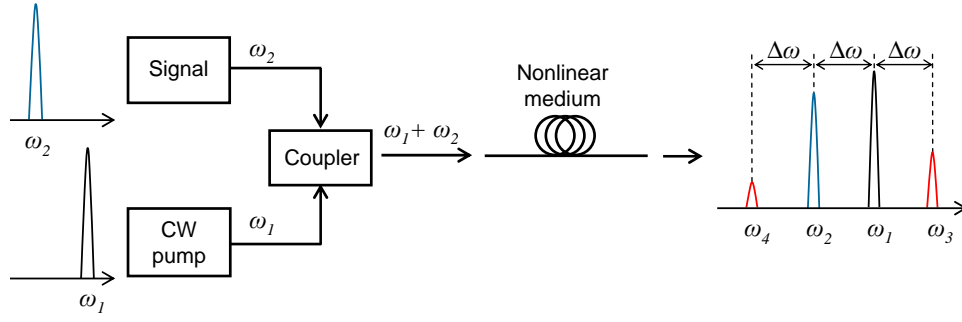 Signal
ω₂
ω₂
CW
pump
ω₁
ω₁
Coupler
ω₁+ ω₂
Nonlinear
medium
Δω Δω Δω
ω₄ ω₂ ω₁ ω₃